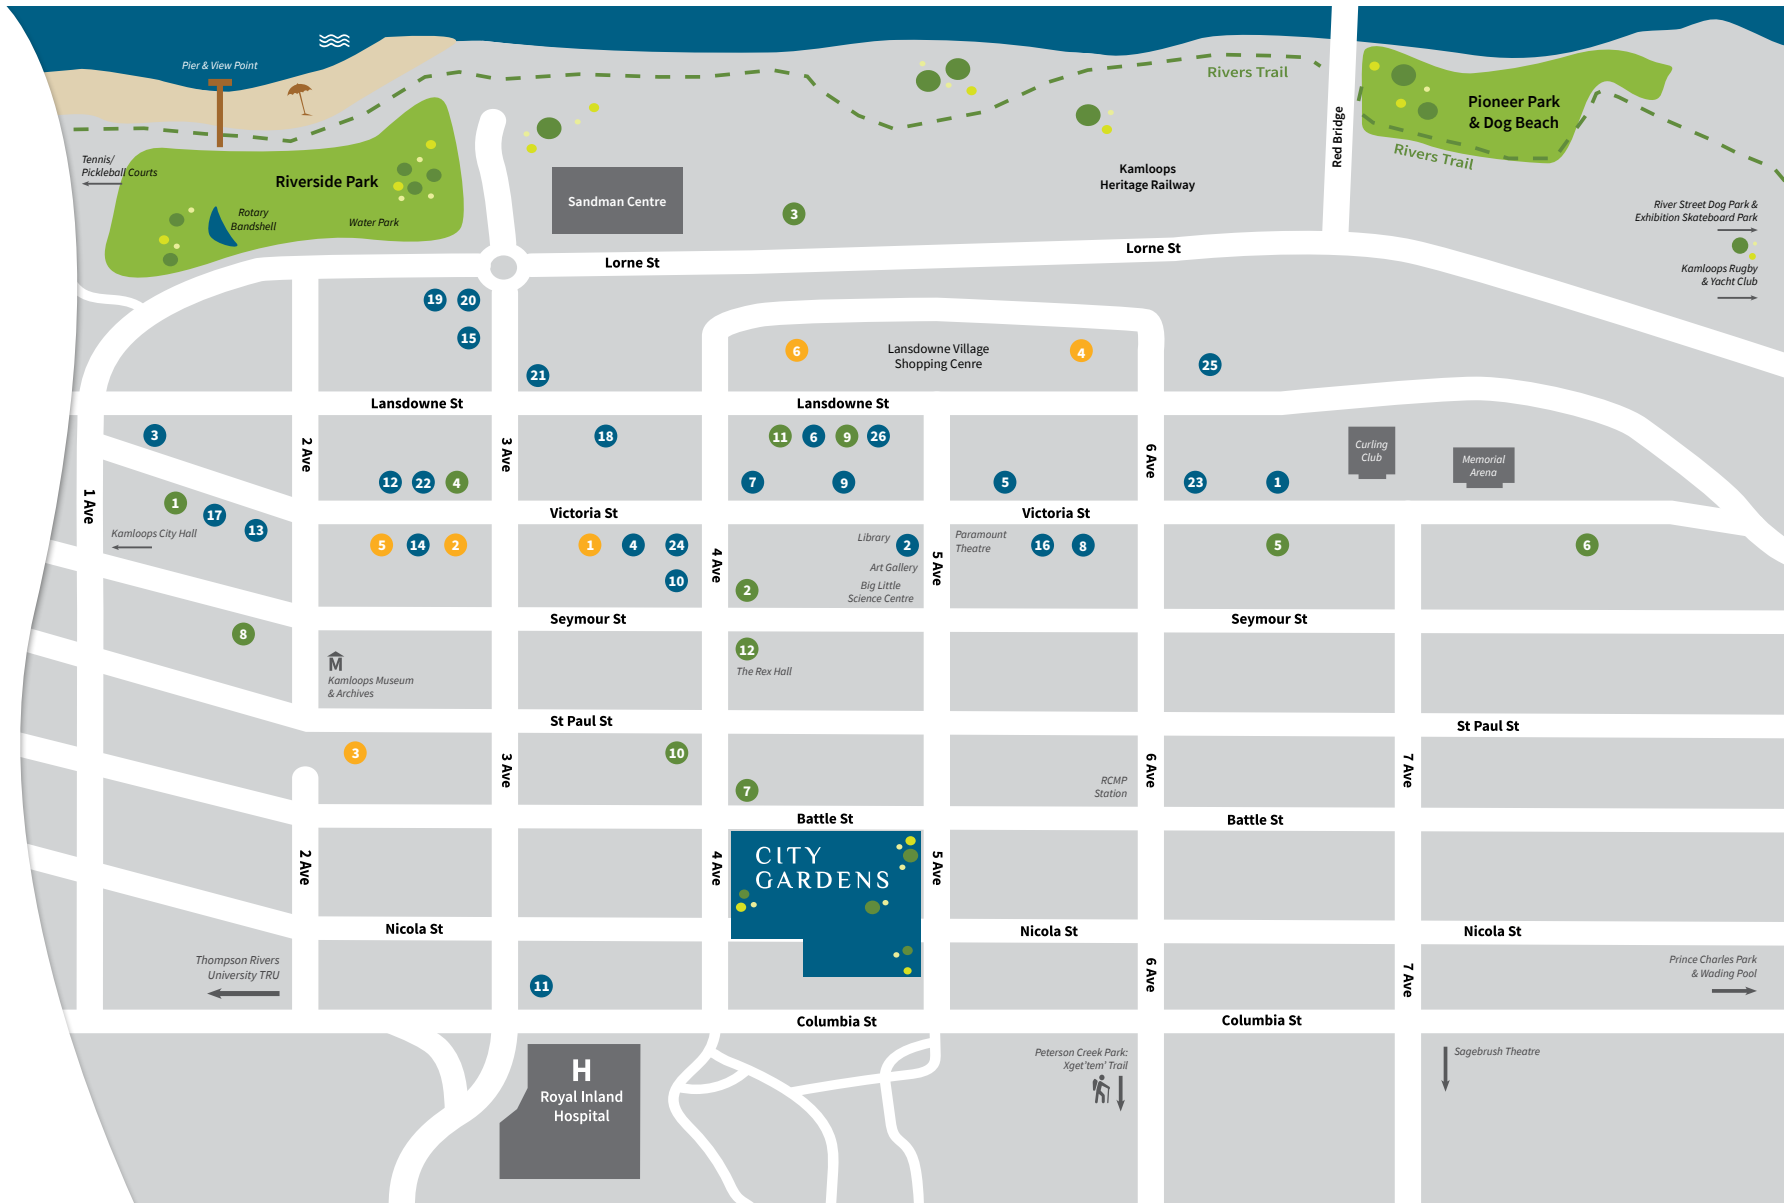 Pier & View Point
Rivers Trail
Pioneer Park
& Dog Beach
Red Bridge
Rivers Trail
Tennis/
Pickleball Courts
Riverside Park
Rotary
Bandshell
Water Park
Sandman Centre
3
Kamloops
Heritage Railway
River Street Dog Park &
Exhibition Skateboard Park
Kamloops Rugby
& Yacht Club
Lorne St
Lorne St
19
20
15
21
6
Lansdowne Village
Shopping Cenre
4
25
Lansdowne St
Lansdowne St
3
2 Ave
3 Ave
18
11
6
9
26
6 Ave
Curling
Club
Memorial
Arena
12
22
4
7
9
5
23
1
1 Ave
1
17
13
Kamloops City Hall
Victoria St
Victoria St
5
14
2
1
4
24
10
4 Ave
Library
2
Art Gallery
Big Little
Science Centre
2
5 Ave
Paramount
Theatre
16
8
5
6
Seymour St
Seymour St
8
M
Kamloops Museum
& Archives
12
The Rex Hall
St Paul St
St Paul St
3
3 Ave
10
7
RCMP
Station
6 Ave
7 Ave
Battle St
Battle St
2 Ave
4 Ave
CITY
GARDENS
5 Ave
Nicola St
Nicola St
Nicola St
Thompson Rivers
University TRU
11
6 Ave
7 Ave
Prince Charles Park
& Wading Pool
Columbia St
Columbia St
H
Royal Inland
Hospital
Peterson Creek Park:
Xget'tem' Trail
Sagebrush Theatre